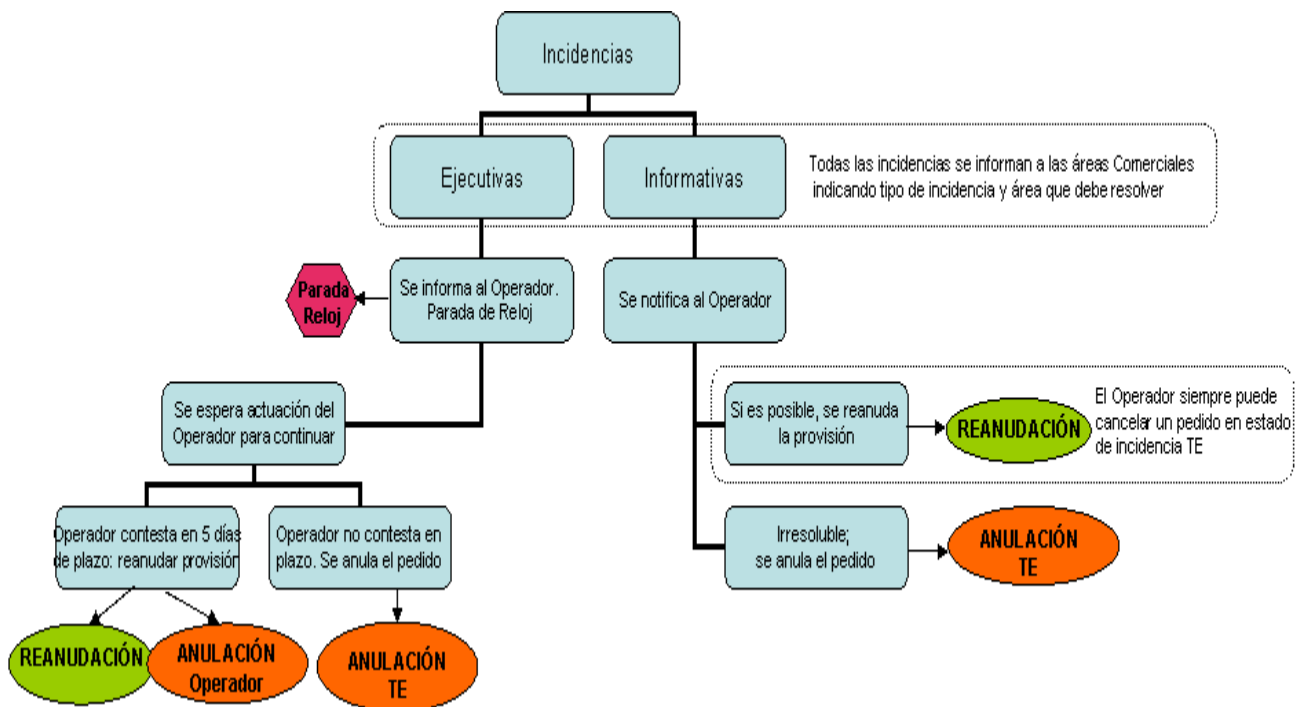 Incidencias
Ejecutivas
Informativas
Todas las incidencias se informan a las áreas Comerciales
indicando tipo de incidencia y área que debe resolver
Parada
Reloj
Se informa al Operador.
Parada de Reloj
Se notifica al Operador
Se espera actuación del
Operador para continuar
Si es posible, se reanuda
la provisión
REANUDACIÓN
El Operador siempre puede
cancelar un pedido en estado
de incidencia TE
Operador contesta en 5 días
de plazo: reanudar provisión
Operador no contesta en
plazo. Se anula el pedido
Irresoluble;
se anula el pedido
ANULACIÓN
TE
REANUDACIÓN
ANULACIÓN
Operador
ANULACIÓN
TE